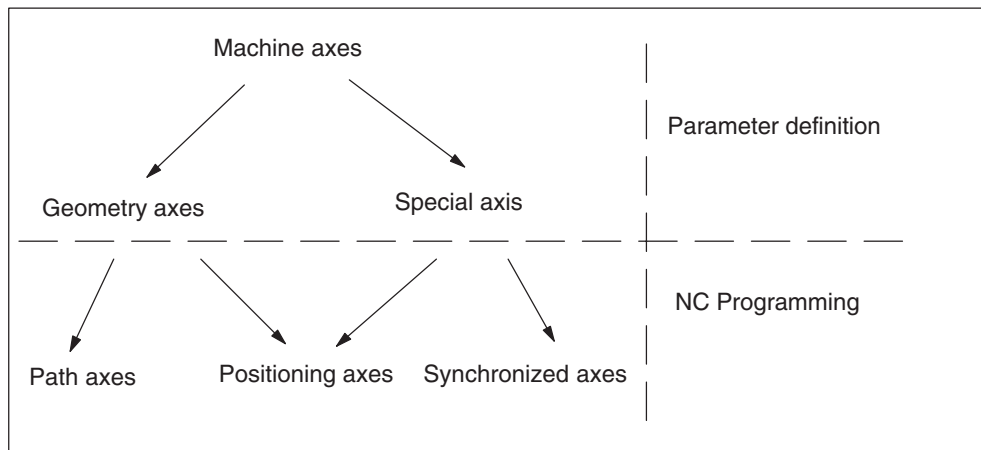 Machine axes
Parameter definition
Geometry axes
Special axis
NC Programming
Path axes
Positioning axes
Synchronized axes